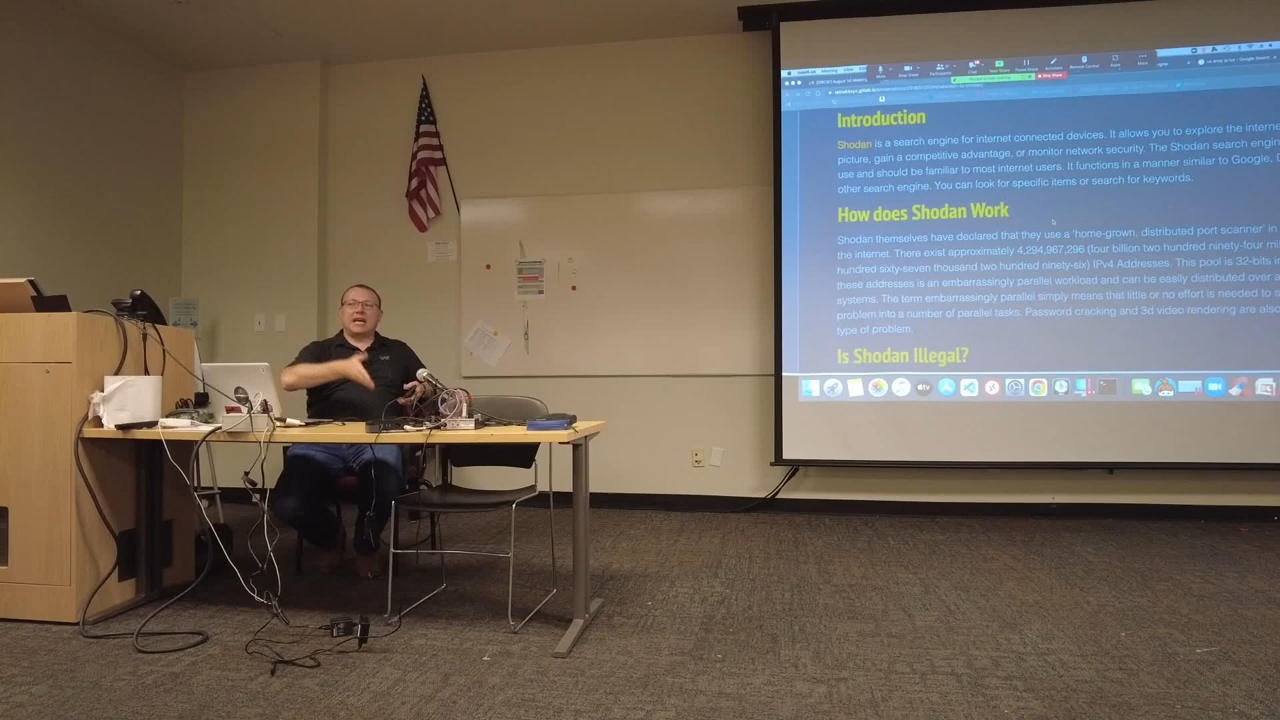 Introduction
Shodan is a search engine for internet connected devices. It allows you to explore the interne
picture, gain a competitive advantage, or monitor network security. The Shodan search engin
use and should be familiar to most internet users. It functions in a manner similar to Google,
other search engine. You can look for specific items or search for keywords.
How does Shodan Work
Shodan themselves have declared that they use a 'home-grown, distributed port scanner' in
the internet. There exist approximately 4,294,967,296 (four billion two hundred ninety-four mi
hundred sixty-seven thousand two hundred ninety-six) IPv4 Addresses. This pool is 32-bits in
these addresses is an embarrassingly parallel workload and can be easily distributed over a
systems. The term embarrassingly parallel simply means that little or no effort is needed to s
problem into a number of parallel tasks. Password cracking and 3d video rendering are also
type of problem.
Is Shodan Illegal?